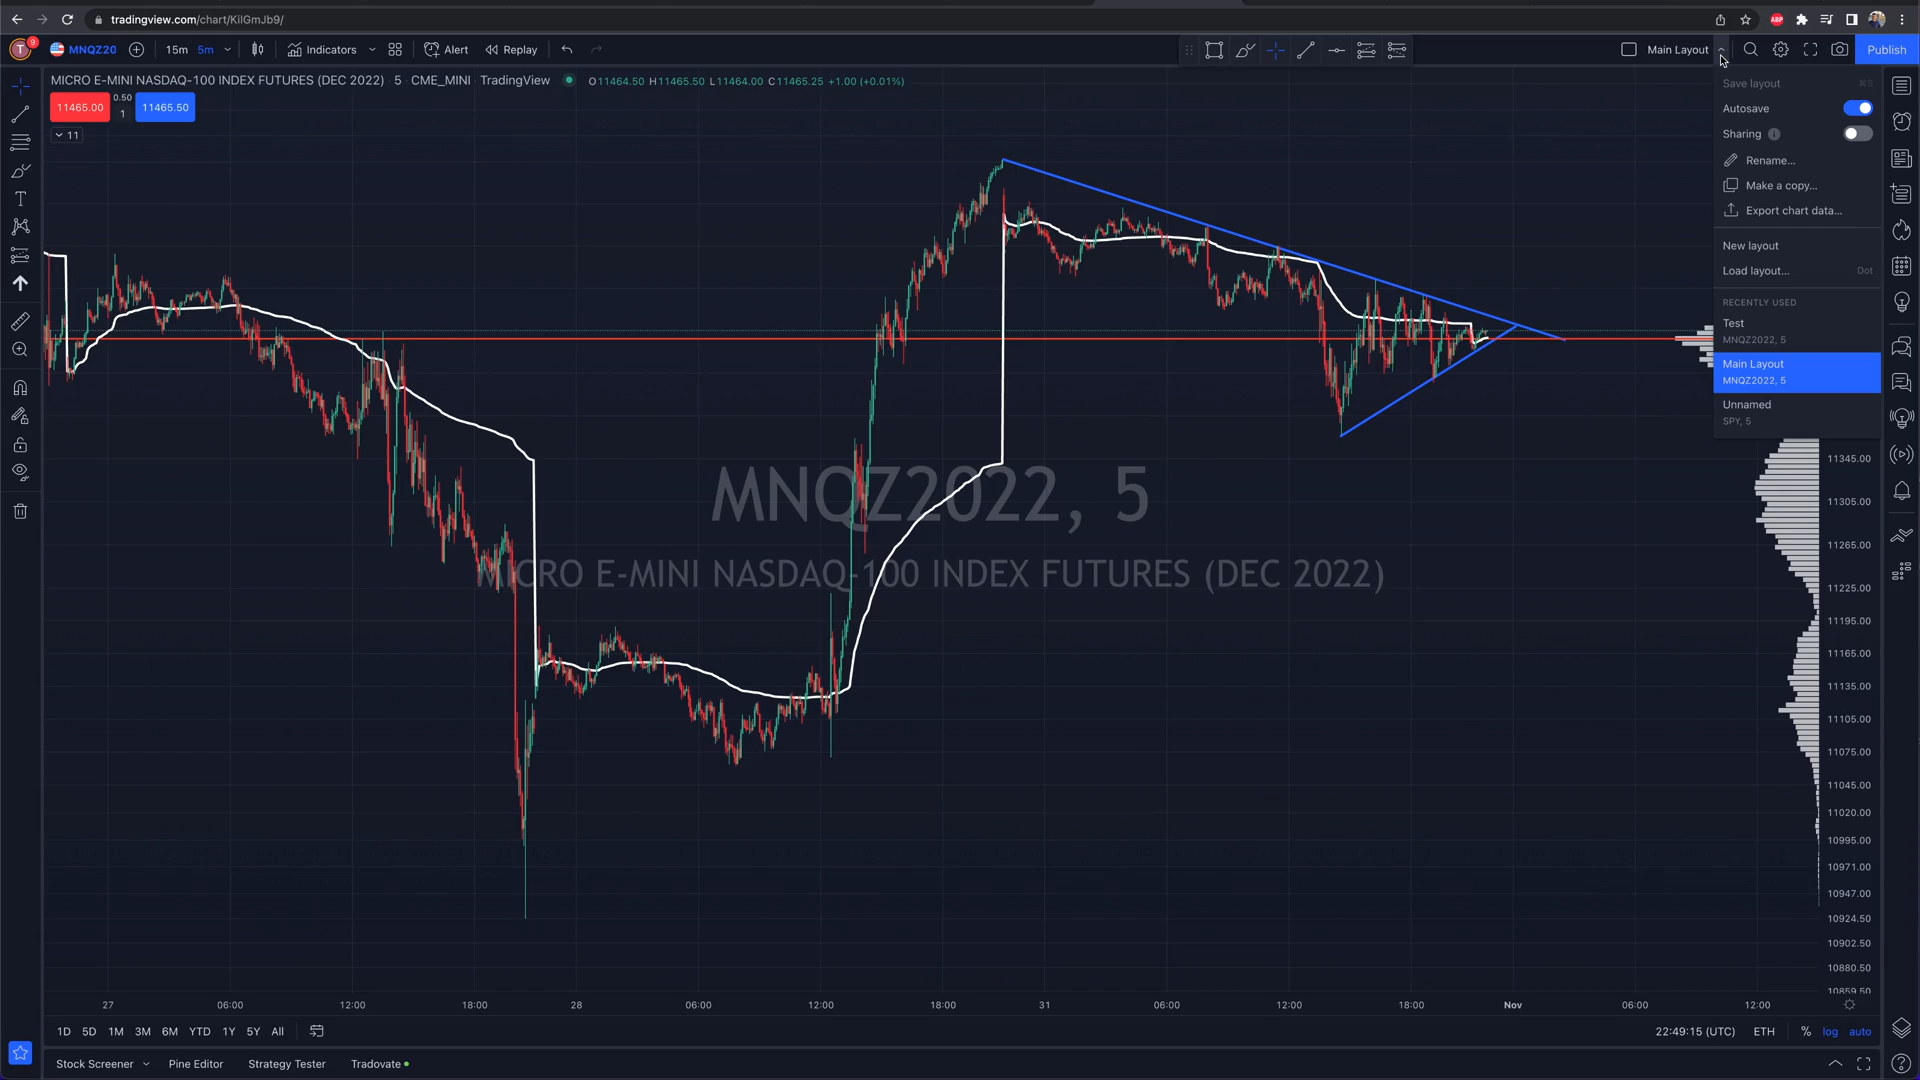 tradingview.com/chart/KilGmJb9/
ABP
T 9 MNQZ20 15m 5m Indicators Alert Replay Main Layout Publish
MICRO E-MINI NASDAQ-100 INDEX FUTURES (DEC 2022) · 5 · CME_MINI · TradingView O11464.50 H11465.50 L11464.00 C11465.25 +1.00 (+0.01%)
11465.00 0.50 1 11465.50
11
Save layout ⌘S
Autosave
Sharing
Rename...
Make a copy...
Export chart data...
New layout
Load layout... Dot
RECENTLY USED
Test
MNQZ2022, 5
Main Layout
MNQZ2022, 5
Unnamed
SPY, 5
MNQZ2022, 5
MICRO E-MINI NASDAQ-100 INDEX FUTURES (DEC 2022)
11345.00
11305.00
11265.00
11225.00
11195.00
11165.00
11135.00
11105.00
11075.00
11045.00
11020.00
10995.00
10971.00
10947.00
10924.50
10902.50
10880.50
10859.50
27 06:00 12:00 18:00 28 06:00 12:00 18:00 31 06:00 12:00 18:00 Nov 06:00 12:00
1D 5D 1M 3M 6M YTD 1Y 5Y All 22:49:15 (UTC) ETH % log auto
Stock Screener Pine Editor Strategy Tester Tradovate